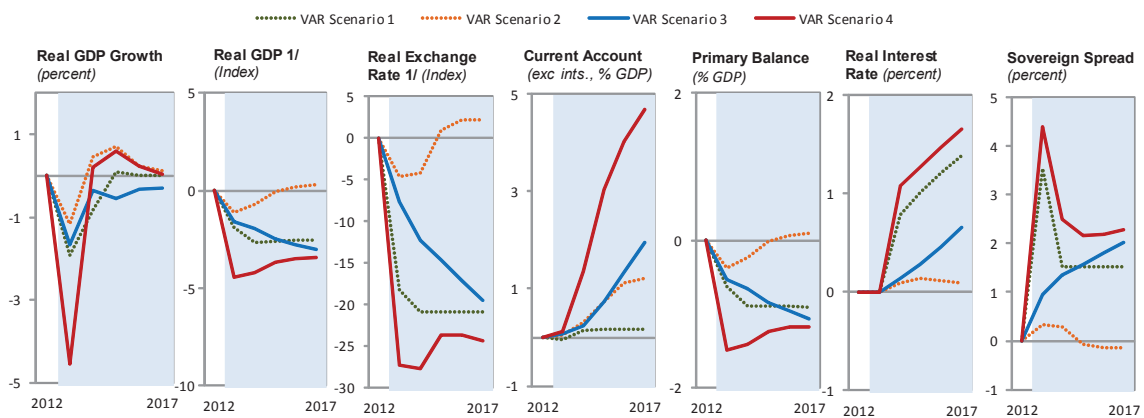 VAR Scenario 1 VAR Scenario 2 VAR Scenario 3 VAR Scenario 4
Real GDP Growth
(percent)
1
-1
-3
-5
2012 2017
Real GDP 1/
(Index)
0
-5
-10
2012 2017
Real Exchange
Rate 1/ (Index)
5
0
-5
-10
-15
-20
-25
-30
2012 2017
Current Account
(exc ints., % GDP)
5
3
1
-1
2012 2017
Primary Balance
(% GDP)
2
0
-2
2012 2017
Real Interest
Rate (percent)
2
1
0
-1
2012 2017
Sovereign Spread
(percent)
5
4
3
2
1
0
-1
2012 2017